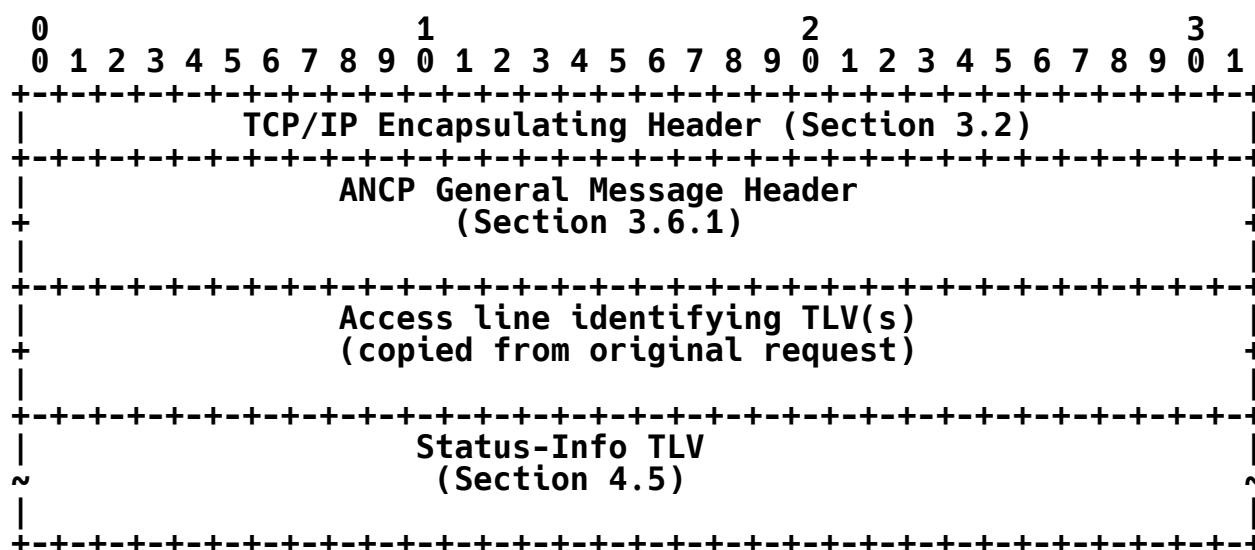 0                   1                   2                   3
 0 1 2 3 4 5 6 7 8 9 0 1 2 3 4 5 6 7 8 9 0 1 2 3 4 5 6 7 8 9 0 1
+-+-+-+-+-+-+-+-+-+-+-+-+-+-+-+-+-+-+-+-+-+-+-+-+-+-+-+-+-+-+-+-+
|           TCP/IP Encapsulating Header (Section 3.2)           |
+-+-+-+-+-+-+-+-+-+-+-+-+-+-+-+-+-+-+-+-+-+-+-+-+-+-+-+-+-+-+-+-+
|                ANCP General Message Header                    |
+                      (Section 3.6.1)                          +
|                                                               |
+-+-+-+-+-+-+-+-+-+-+-+-+-+-+-+-+-+-+-+-+-+-+-+-+-+-+-+-+-+-+-+-+
|                Access line identifying TLV(s)                 |
+                (copied from original request)                 +
|                                                               |
+-+-+-+-+-+-+-+-+-+-+-+-+-+-+-+-+-+-+-+-+-+-+-+-+-+-+-+-+-+-+-+-+
|                    Status-Info TLV                            |
~                     (Section 4.5)                             ~
|                                                               |
+-+-+-+-+-+-+-+-+-+-+-+-+-+-+-+-+-+-+-+-+-+-+-+-+-+-+-+-+-+-+-+-+